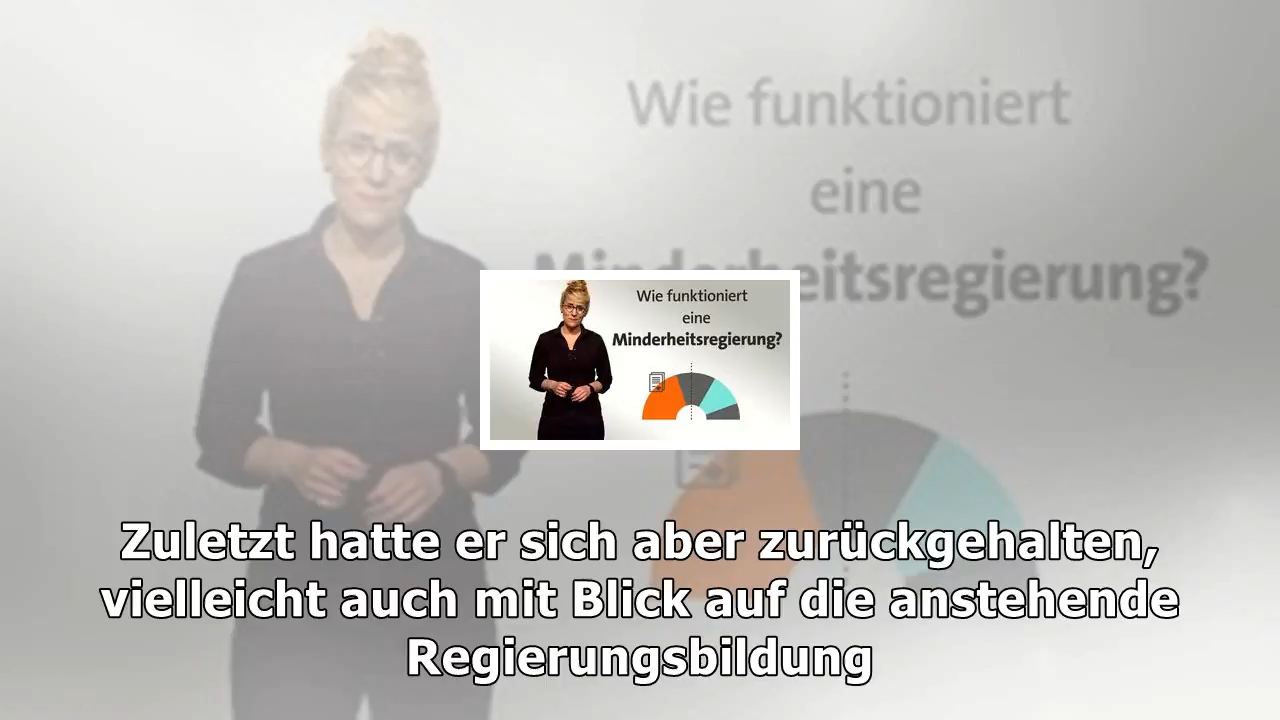 Wie funktioniert
eine
Minderheitsregierung?
Wie funktioniert
eine
Minderheitsregierung?
Zuletzt hatte er sich aber zurückgehalten,
vielleicht auch mit Blick auf die anstehende
Regierungsbildung